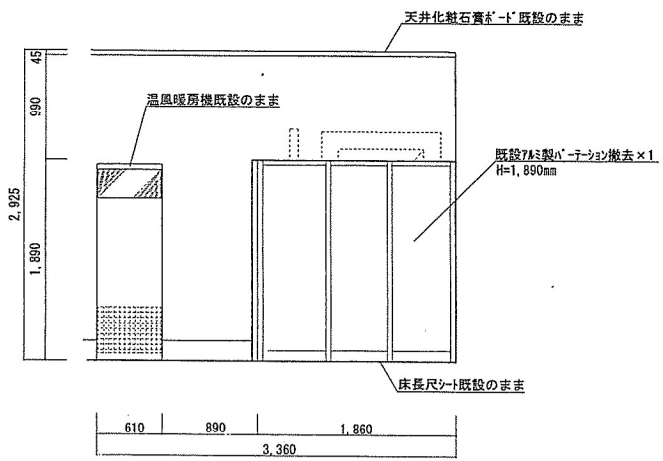 天井化粧石膏ﾎﾞｰﾄﾞ既設のまま
45
温風暖房機既設のまま
990
既設ｱﾙﾐ製ﾊﾟｰﾃｰｼｮﾝ撤去×1
H=1,890mm
2,925
1,890
床長尺ｼｰﾄ既設のまま
610
890
1,860
3,360